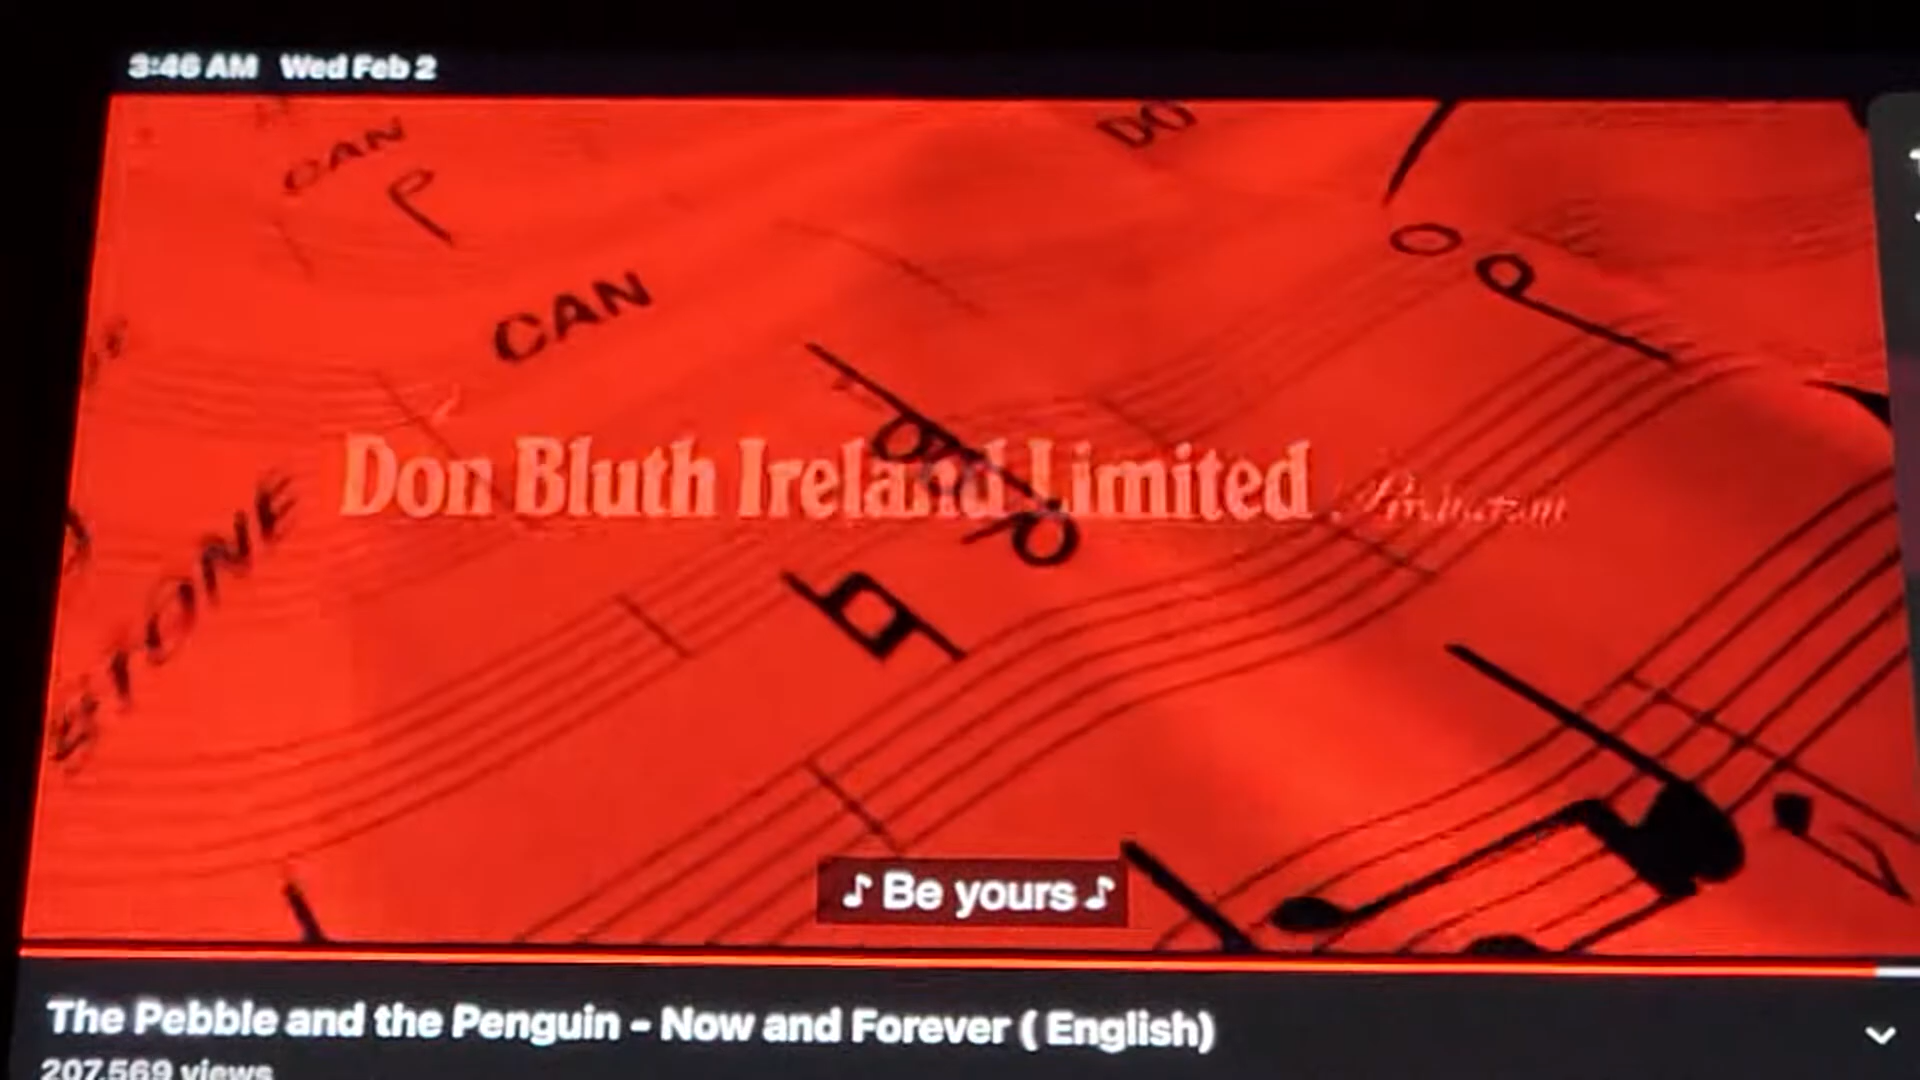 3:46 AM Wed Feb 2
CAN
DO
CAN
STONE
Don Bluth Ireland Limited
♪ Be yours ♪
The Pebble and the Penguin - Now and Forever ( English)
207,569 views